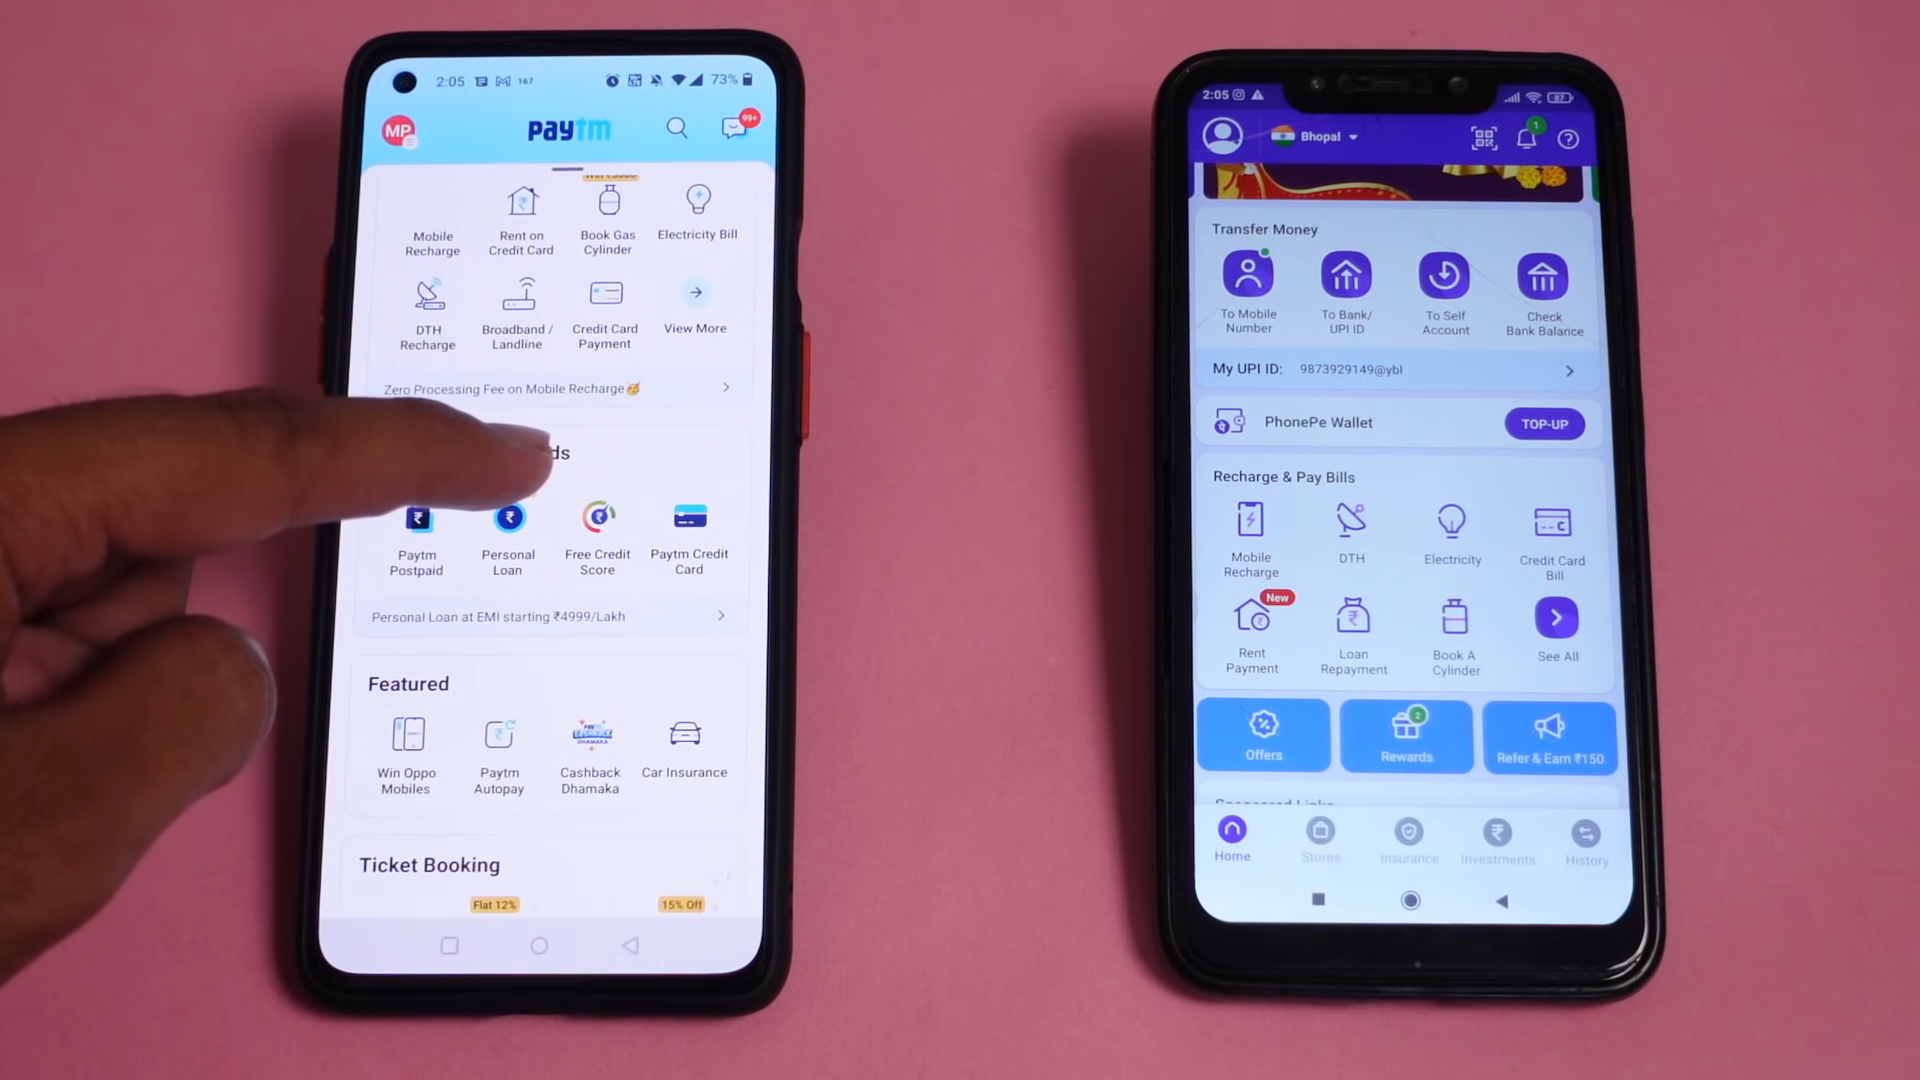 2:05
167
73%
MP
paytm
99+
Mobile
Recharge
Rent on
Credit Card
Book Gas
Cylinder
Electricity Bill
DTH
Recharge
Broadband /
Landline
Credit Card
Payment
View More
Zero Processing Fee on Mobile Recharge🥳
ds
Paytm
Postpaid
Personal
Loan
Free Credit
Score
Paytm Credit
Card
Personal Loan at EMI starting ₹4999/Lakh
Featured
Win Oppo
Mobiles
Paytm
Autopay
Cashback
Dhamaka
Car Insurance
Ticket Booking
Flat 12%
15% Off
2:05
87
Bhopal
1
Transfer Money
To Mobile
Number
To Bank/
UPI ID
To Self
Account
Check
Bank Balance
My UPI ID: 9873929149@ybl
PhonePe Wallet
TOP-UP
Recharge & Pay Bills
Mobile
Recharge
DTH
Electricity
Credit Card
Bill
New
Rent
Payment
Loan
Repayment
Book A
Cylinder
See All
Offers
2
Rewards
Refer & Earn ₹150
Home
Stores
Insurance
Investments
History